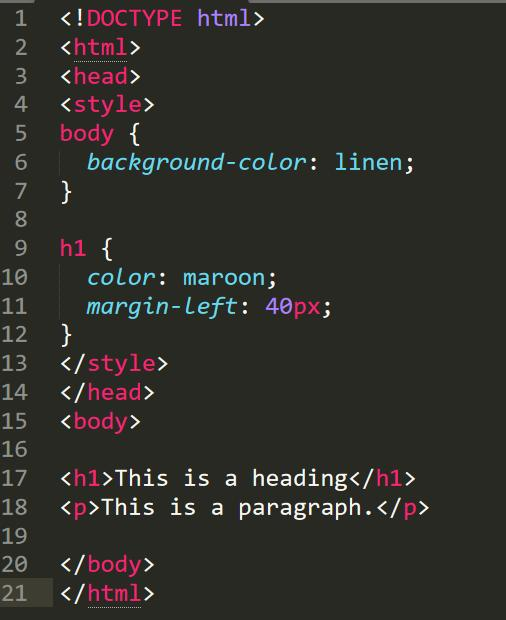 1 <!DOCTYPE html>
2 <html>
3 <head>
4 <style>
5 body {
6   background-color: linen;
7 }
8
9 h1 {
10   color: maroon;
11   margin-left: 40px;
12 }
13 </style>
14 </head>
15 <body>
16
17 <h1>This is a heading</h1>
18 <p>This is a paragraph.</p>
19
20 </body>
21 </html>